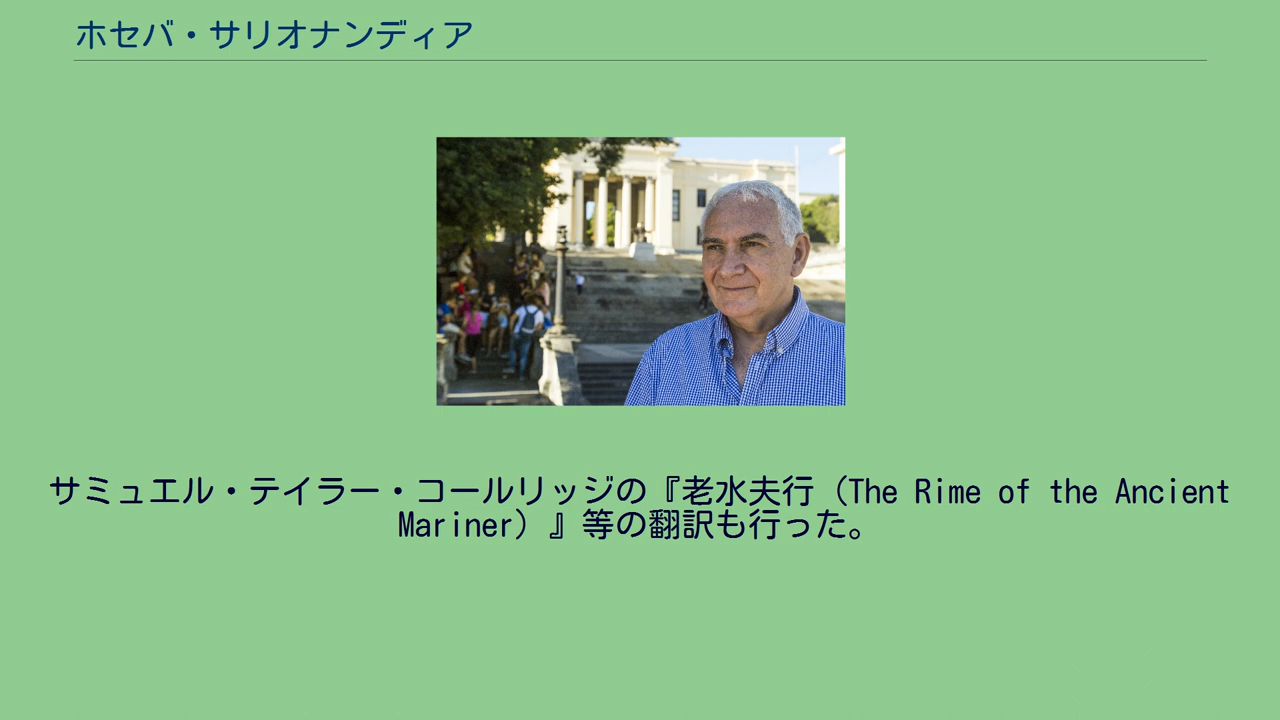 ホセバ・サリオナンディア
サミュエル・テイラー・コールリッジの『老水夫行（The Rime of the Ancient
Mariner）』等の翻訳も行った。